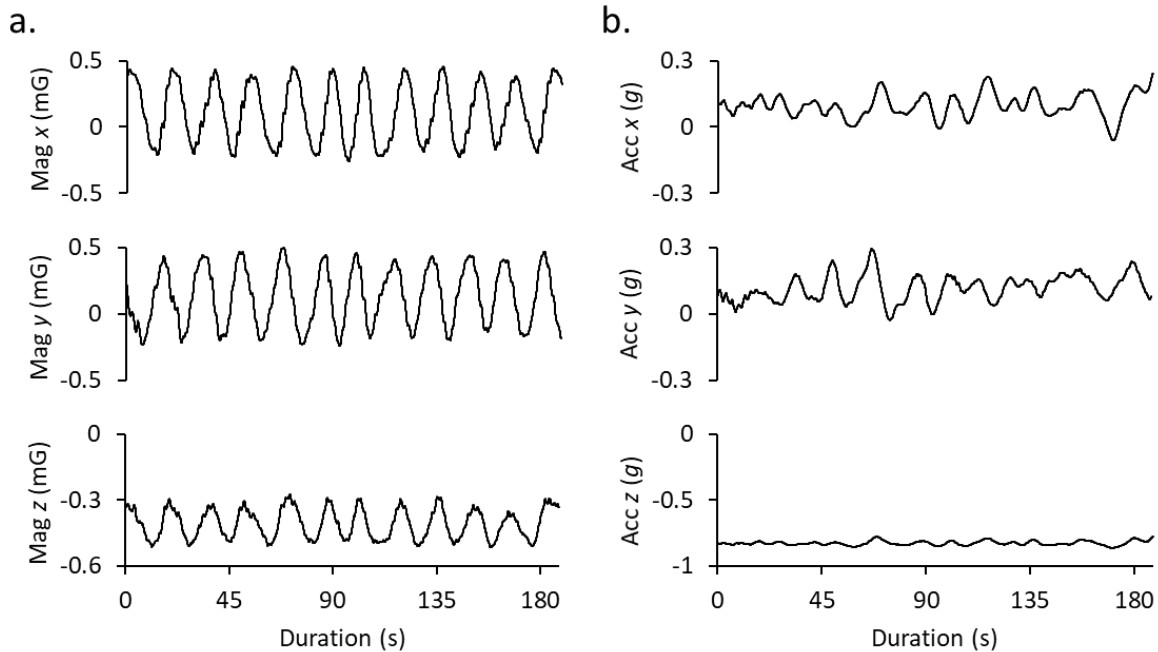 a.
0.5
0
-0.5
Mag x (mG)
0.5
0
-0.5
Mag y (mG)
0
-0.3
-0.6
Mag z (mG)
0 45 90 135 180
Duration (s)
b.
0.3
0
-0.3
Acc x (g)
0.3
0
-0.3
Acc y (g)
0
-0.5
-1
Acc z (g)
0 45 90 135 180
Duration (s)